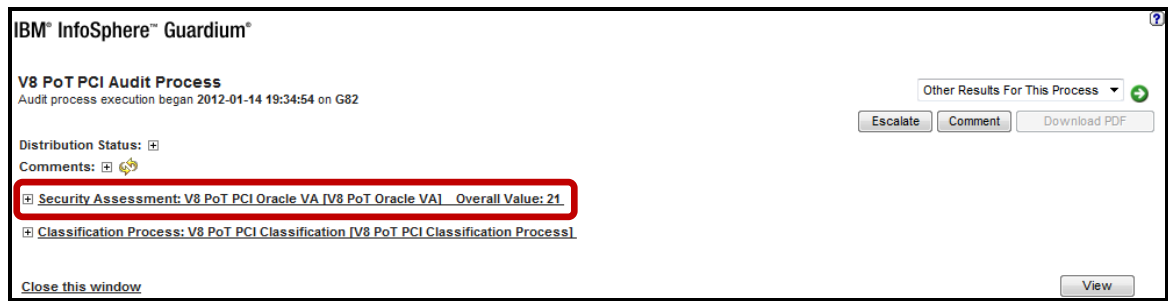 IBM® InfoSphere™ Guardium®
?
V8 PoT PCI Audit Process
Audit process execution began 2012-01-14 19:34:54 on G82
Other Results For This Process
Escalate Comment Download PDF
Distribution Status:
Comments:
Security Assessment: V8 PoT PCI Oracle VA [V8 PoT Oracle VA] Overall Value: 21
Classification Process: V8 PoT PCI Classification [V8 PoT PCI Classification Process]
Close this window View